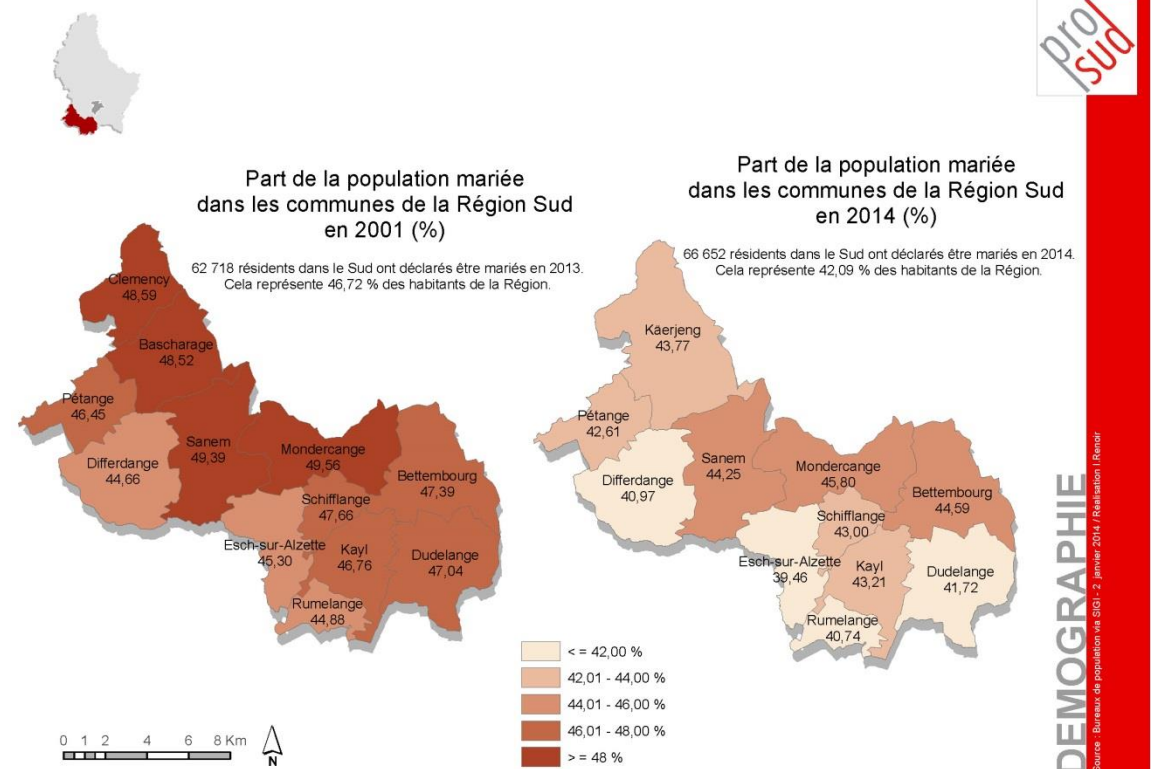 pro
sud
Part de la population mariée
dans les communes de la Région Sud
en 2001 (%)
62 718 résidents dans le Sud ont déclarés être mariés en 2013.
Cela représente 46,72 % des habitants de la Région.
Clemency
48,59
Bascharage
48,52
Pétange
46,45
Differdange
44,66
Sanem
49,39
Mondercange
49,56
Bettembourg
47,39
Schifflange
47,66
Esch-sur-Alzette
45,30
Kayl
46,76
Dudelange
47,04
Rumelange
44,88
Part de la population mariée
dans les communes de la Région Sud
en 2014 (%)
66 652 résidents dans le Sud ont déclarés être mariés en 2014.
Cela représente 42,09 % des habitants de la Région.
Käerjeng
43,77
Pétange
42,61
Differdange
40,97
Sanem
44,25
Mondercange
45,80
Bettembourg
44,59
Schifflange
43,00
Esch-sur-Alzette
39,46
Kayl
43,21
Dudelange
41,72
Rumelange
40,74
< = 42,00 %
42,01 - 44,00 %
44,01 - 46,00 %
46,01 - 48,00 %
> = 48 %
0 1 2 4 6 8 Km
N
DEMOGRAPHIE
Source : Bureaux de population via SIGI - 2 janvier 2014 / Réalisation I.Renoir